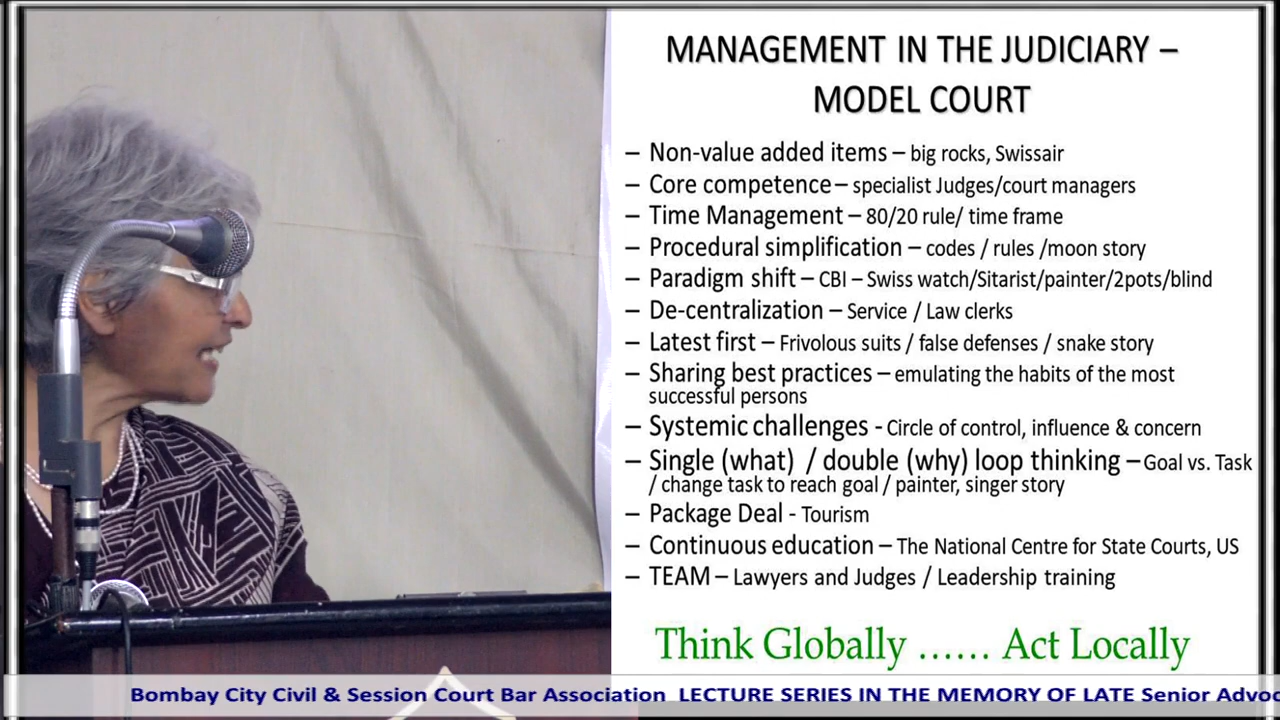 MANAGEMENT IN THE JUDICIARY –
MODEL COURT
– Non-value added items – big rocks, Swissair
– Core competence – specialist Judges/court managers
– Time Management – 80/20 rule/ time frame
– Procedural simplification – codes / rules /moon story
– Paradigm shift – CBI – Swiss watch/Sitarist/painter/2pots/blind
– De-centralization – Service / Law clerks
– Latest first – Frivolous suits / false defenses / snake story
– Sharing best practices – emulating the habits of the most
successful persons
– Systemic challenges - Circle of control, influence & concern
– Single (what) / double (why) loop thinking – Goal vs. Task
/ change task to reach goal / painter, singer story
– Package Deal - Tourism
– Continuous education – The National Centre for State Courts, US
– TEAM – Lawyers and Judges / Leadership training
Think Globally ...... Act Locally
Bombay City Civil & Session Court Bar Association LECTURE SERIES IN THE MEMORY OF LATE Senior Advoc